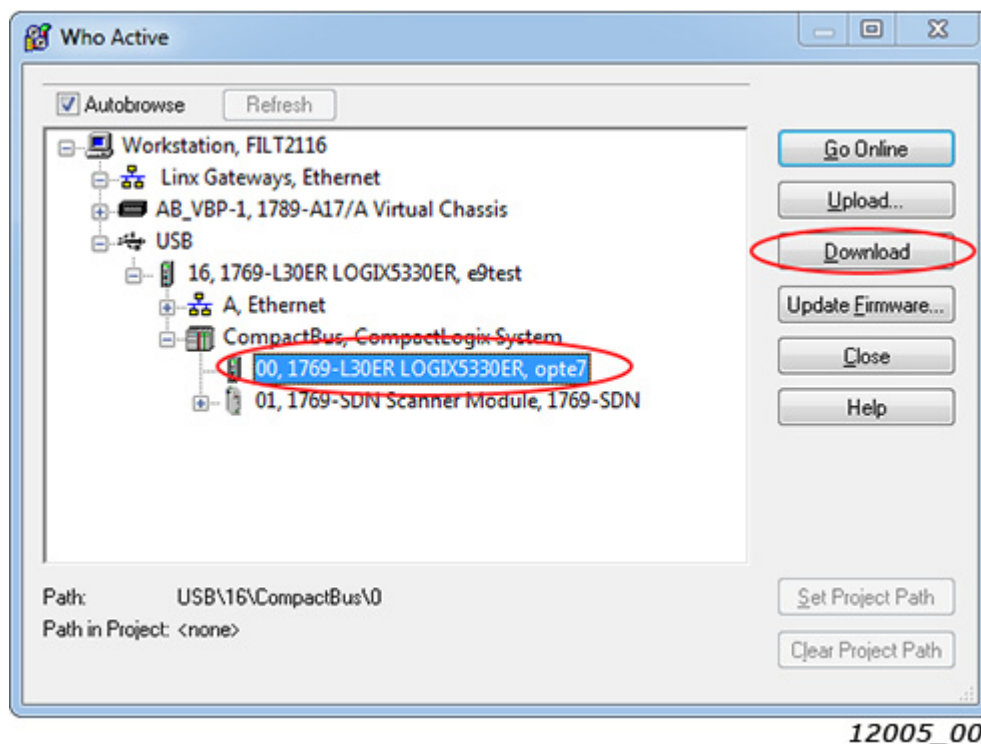 Who Active
Autobrowse
Refresh
Workstation, FILT2116
Linx Gateways, Ethernet
AB_VBP-1, 1789-A17/A Virtual Chassis
USB
16, 1769-L30ER LOGIX5330ER, e9test
A, Ethernet
CompactBus, CompactLogix System
00, 1769-L30ER LOGIX5330ER, opte7
01, 1769-SDN Scanner Module, 1769-SDN
Go Online
Upload...
Download
Update Firmware...
Close
Help
Path: USB\16\CompactBus\0
Path in Project: <none>
Set Project Path
Clear Project Path
12005_00